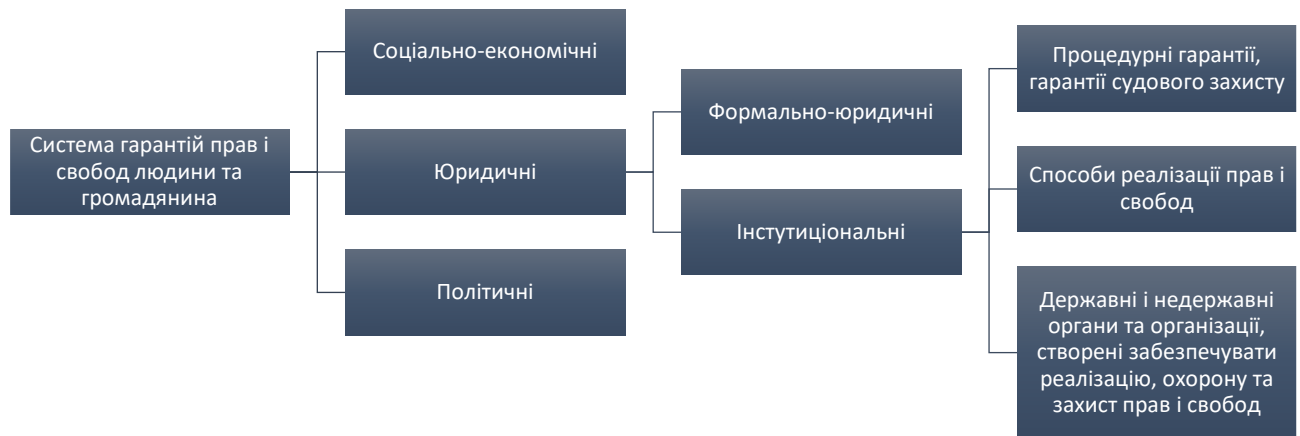 Система гарантій прав і
свобод людини та
громадянина
Соціально-економічні
Юридичні
Політичні
Формально-юридичні
Інстутиціональні
Процедурні гарантії,
гарантії судового захисту
Способи реалізації прав і
свобод
Державні і недержавні
органи та організації,
створені забезпечувати
реалізацію, охорону та
захист прав і свобод